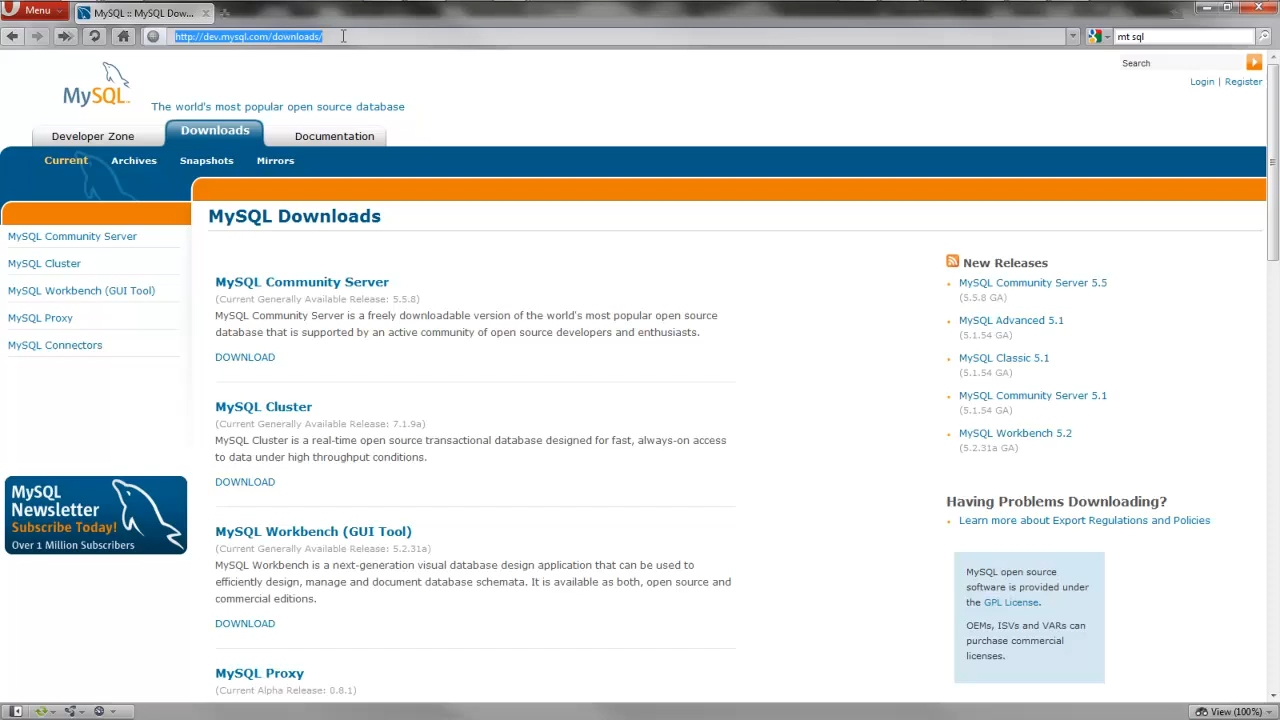 Menu
MySQL :: MySQL Dow...
http://dev.mysql.com/downloads/
mt sql
Search
Login | Register
MySQL
The world's most popular open source database
Developer Zone
Downloads
Documentation
Current
Archives
Snapshots
Mirrors
MySQL Community Server
MySQL Cluster
MySQL Workbench (GUI Tool)
MySQL Proxy
MySQL Connectors
MySQL
Newsletter
Subscribe Today!
Over 1 Million Subscribers
MySQL Downloads
MySQL Community Server
(Current Generally Available Release: 5.5.8)
MySQL Community Server is a freely downloadable version of the world's most popular open source
database that is supported by an active community of open source developers and enthusiasts.
DOWNLOAD
MySQL Cluster
(Current Generally Available Release: 7.1.9a)
MySQL Cluster is a real-time open source transactional database designed for fast, always-on access
to data under high throughput conditions.
DOWNLOAD
MySQL Workbench (GUI Tool)
(Current Generally Available Release: 5.2.31a)
MySQL Workbench is a next-generation visual database design application that can be used to
efficiently design, manage and document database schemata. It is available as both, open source and
commercial editions.
DOWNLOAD
MySQL Proxy
(Current Alpha Release: 0.8.1)
New Releases
MySQL Community Server 5.5
(5.5.8 GA)
MySQL Advanced 5.1
(5.1.54 GA)
MySQL Classic 5.1
(5.1.54 GA)
MySQL Community Server 5.1
(5.1.54 GA)
MySQL Workbench 5.2
(5.2.31a GA)
Having Problems Downloading?
Learn more about Export Regulations and Policies
MySQL open source
software is provided under
the GPL License.
OEMs, ISVs and VARs can
purchase commercial
licenses.
View (100%)